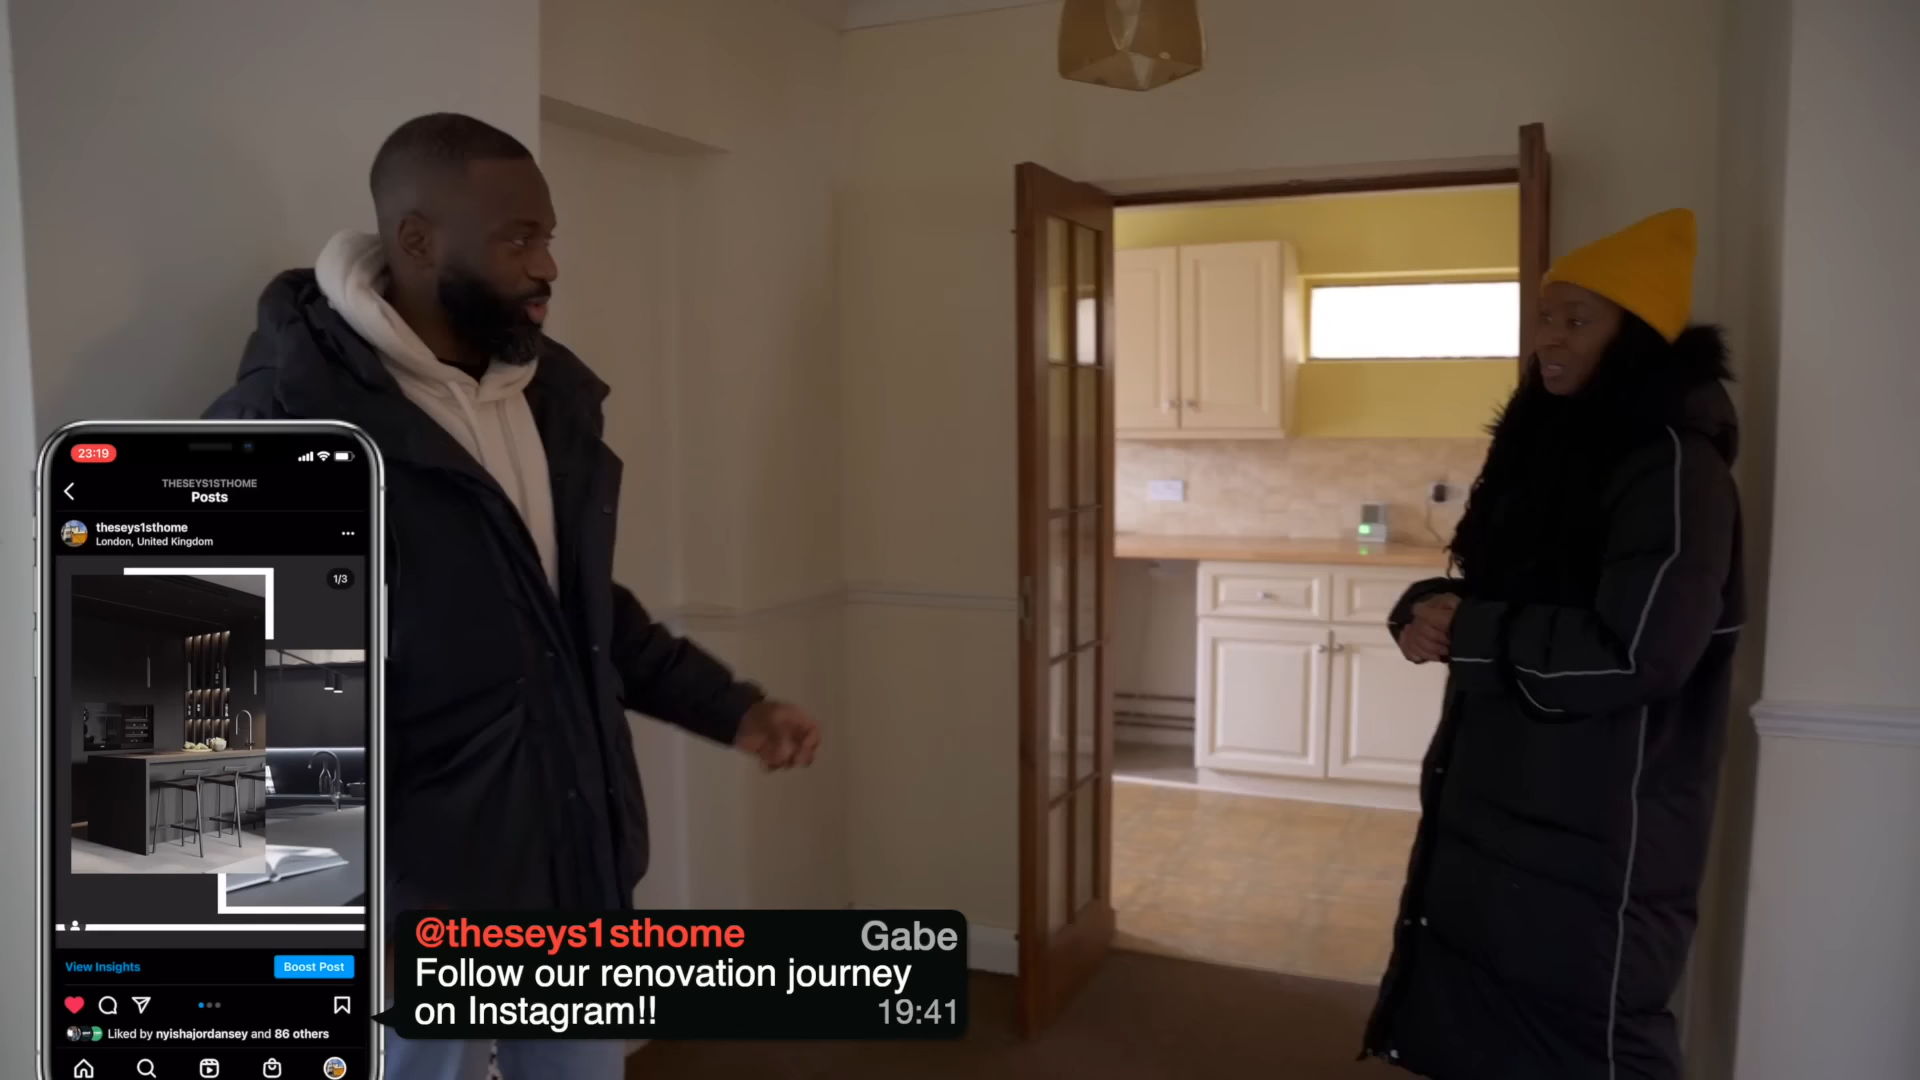 23:19
THESEYS1STHOME
Posts
theseys1sthome
London, United Kingdom
1/3
View Insights
Boost Post
Liked by nyishajordansey and 86 others
@theseys1sthome Gabe
Follow our renovation journey
on Instagram!!
19:41